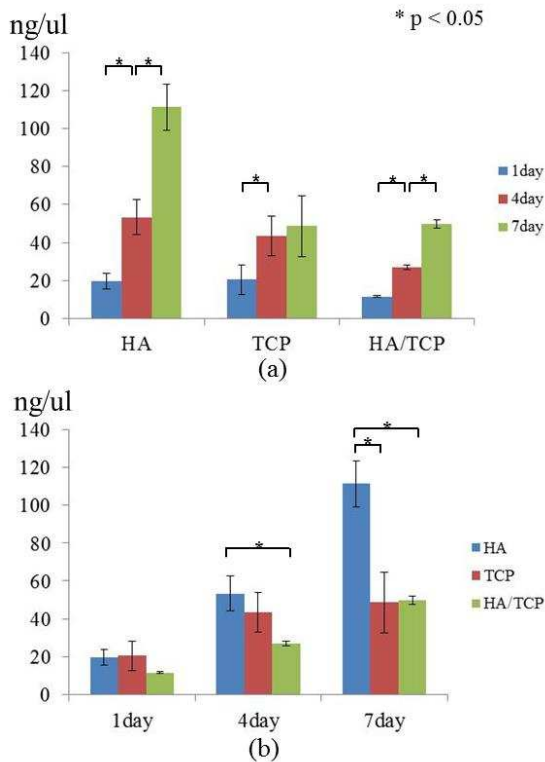 ng/ul
* p < 0.05
140
120
100
80
60
40
20
0
* *
*
* *
1day
4day
7day
HA TCP HA/TCP
(a)
ng/ul
140
120
100
80
60
40
20
0
*
*
*
HA
TCP
HA/TCP
1day 4day 7day
(b)